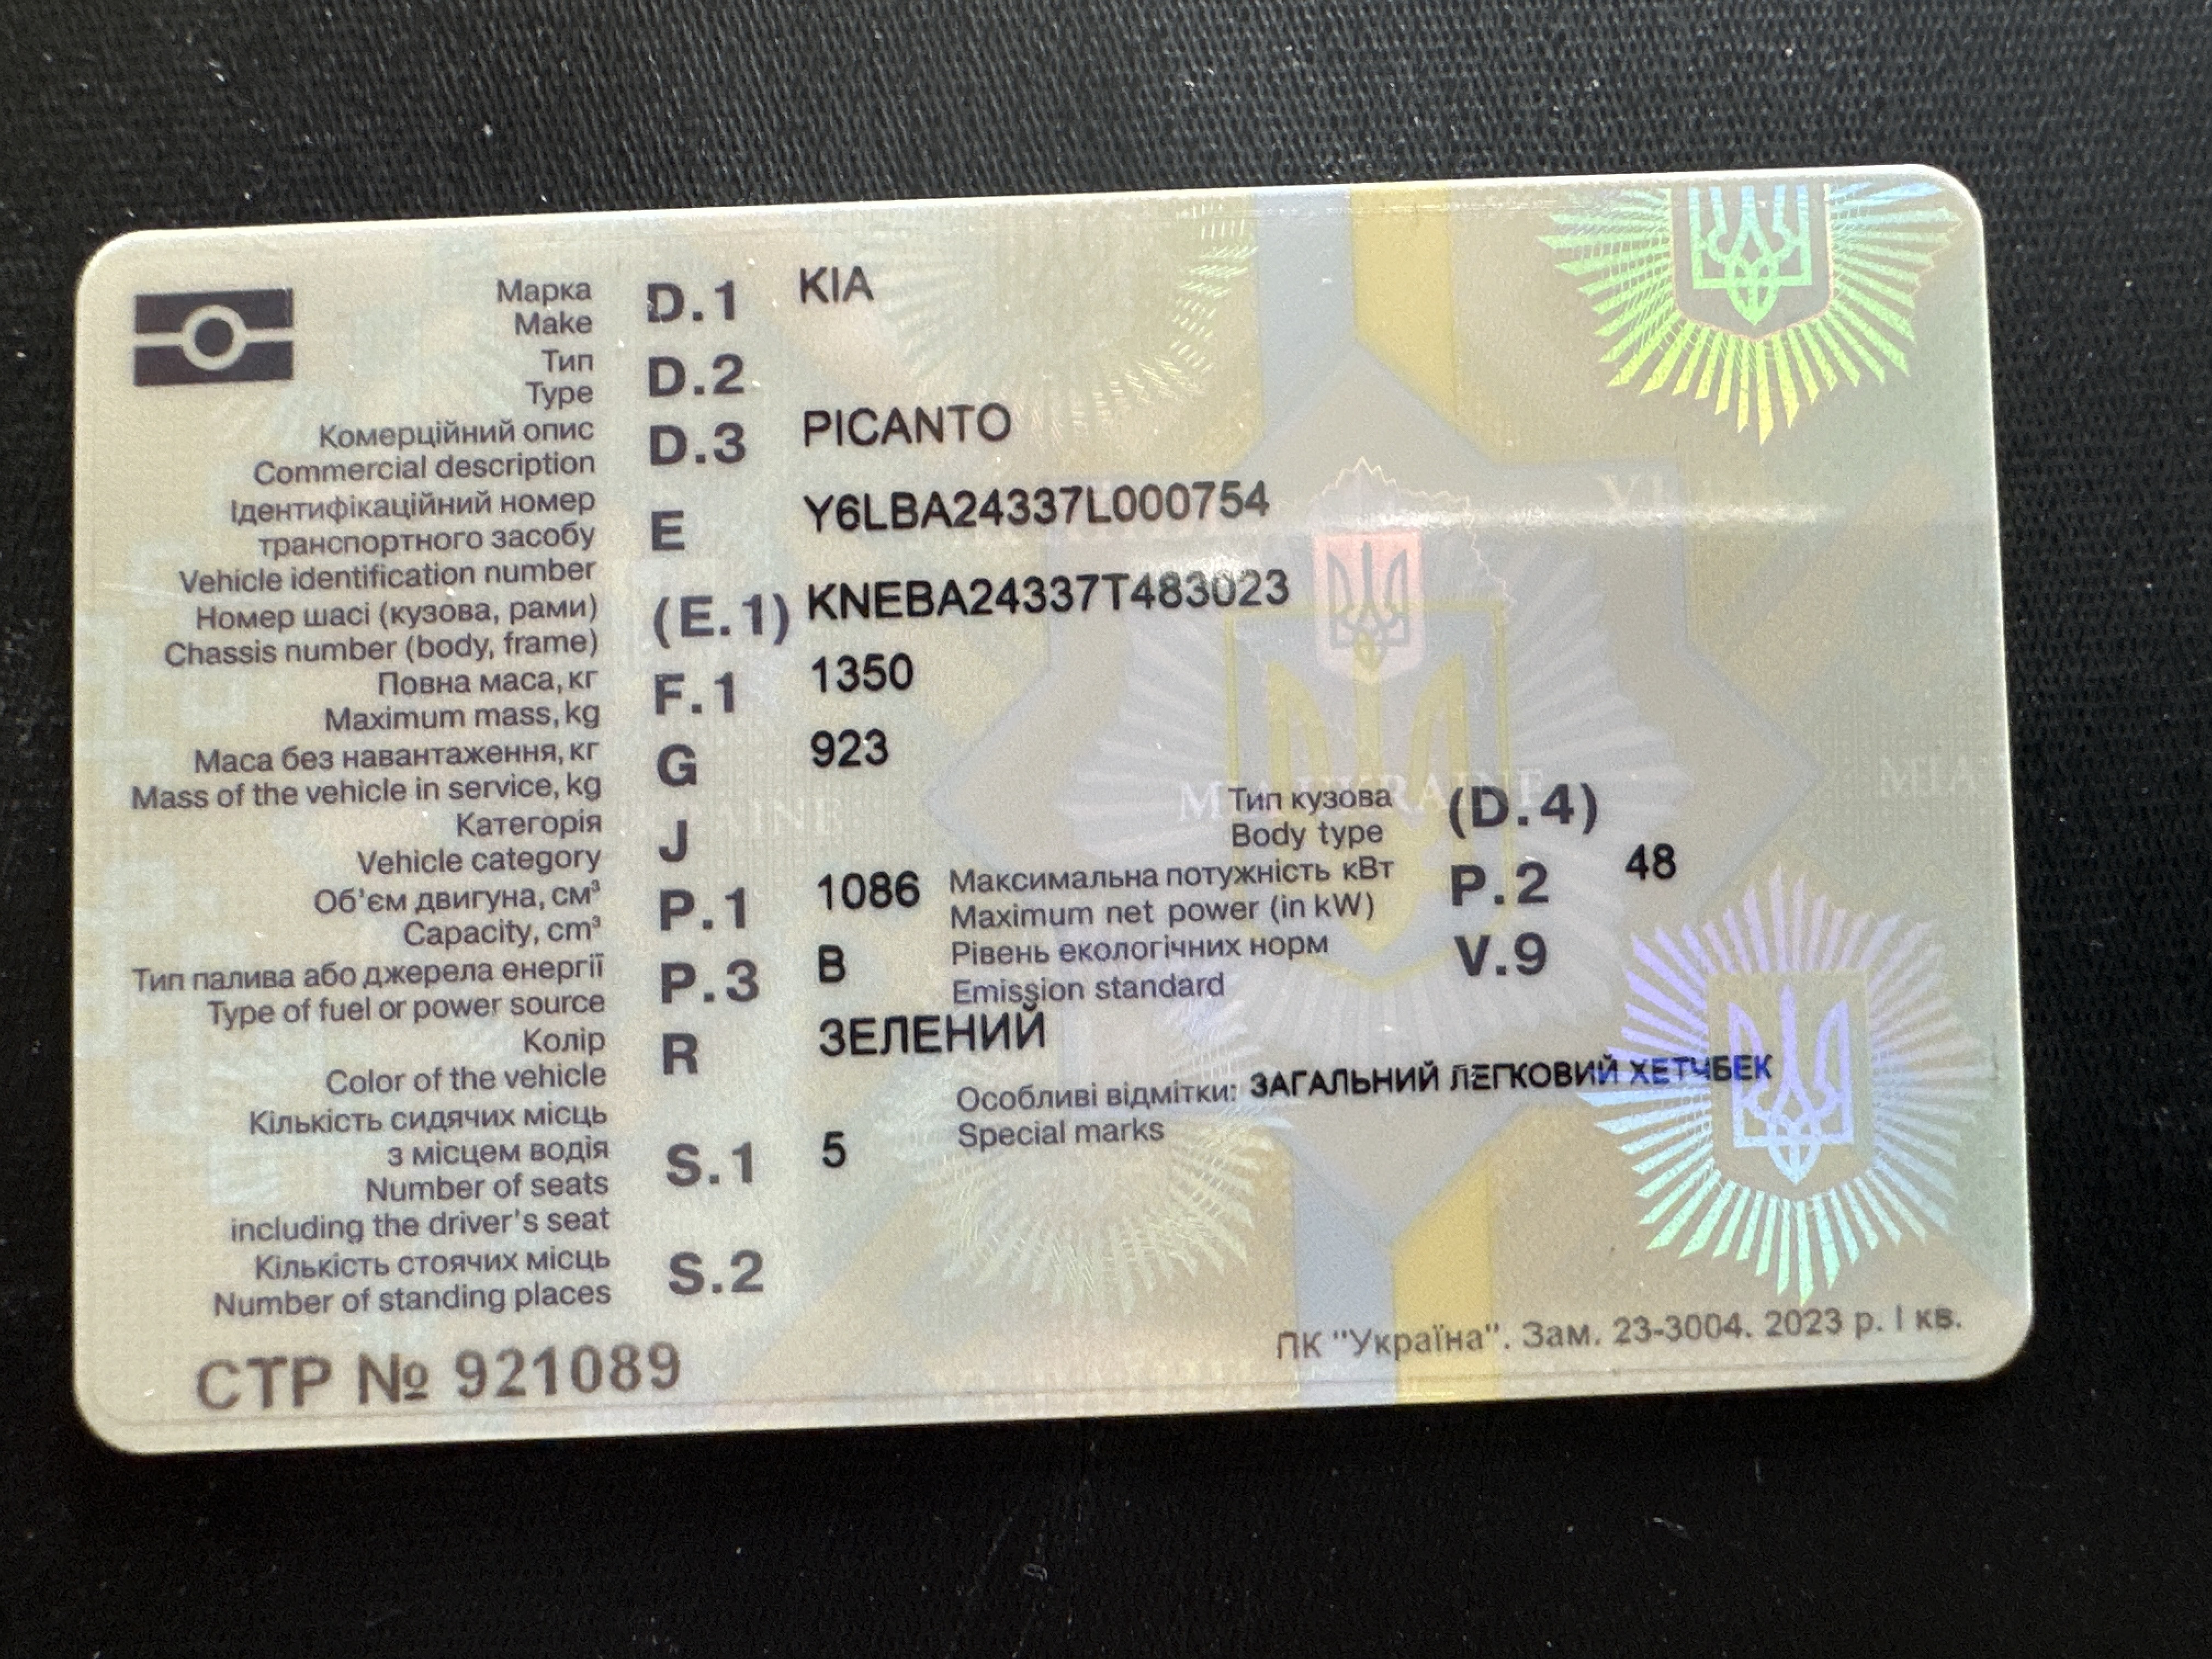 Марка
Make
D.1 KIA
Тип
Type
D.2
Комерційний опис
Commercial description
D.3 PICANTO
Ідентифікаційний номер
транспортного засобу
Vehicle identification number
E Y6LBA24337L000754
Номер шасі (кузова, рами)
Chassis number (body, frame)
(E.1) KNEBA24337T483023
Повна маса, кг
Maximum mass, kg
F.1 1350
Маса без навантаження, кг
Mass of the vehicle in service, kg
G 923
Категорія
Vehicle category
J
Тип кузова
Body type
(D.4)
Об'єм двигуна, см³
Capacity, cm³
P.1 1086
Максимальна потужність кВт
Maximum net power (in kW)
P.2 48
Тип палива або джерела енергії
Type of fuel or power source
P.3 B
Рівень екологічних норм
Emission standard
V.9
Колір
Color of the vehicle
R ЗЕЛЕНИЙ
Особливі відмітки: ЗАГАЛЬНИЙ ЛЕГКОВИЙ ХЕТЧБЕК
Special marks
Кількість сидячих місць
з місцем водія
Number of seats
including the driver's seat
S.1 5
Кількість стоячих місць
Number of standing places
S.2
СТР № 921089
ПК "Україна". Зам. 23-3004. 2023 р. І кв.
MIA UKRAINE
MIA